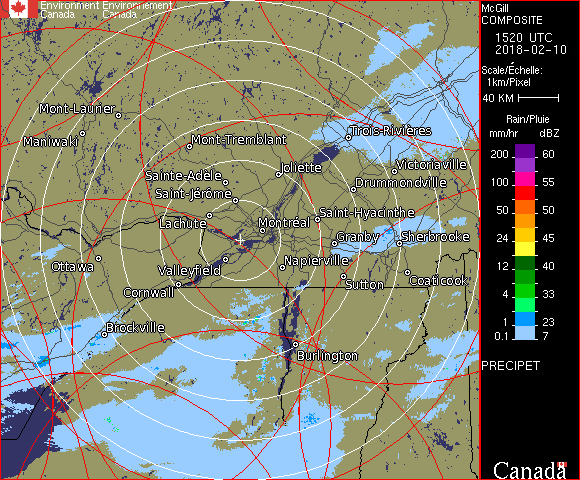 Environment Environnement
Canada Canada
McGill
COMPOSITE
1520 UTC
2018-02-10
Scale/Échelle:
1km/Pixel
40 KM
Rain/Pluie
mm/hr dBZ
200 60
100 55
50 50
24 45
12 40
4 33
1 23
0.1 7
PRECIPET
Canada
Mont-Laurier
Maniwaki
Mont-Tremblant
Trois-Rivières
Sainte-Adèle
Joliette
Victoriaville
Saint-Jérôme
Drummondville
Lachute
Montréal
Saint-Hyacinthe
Granby
Sherbrooke
Ottawa
Valleyfield
Napierville
Cornwall
Sutton
Coaticook
Brockville
Burlington